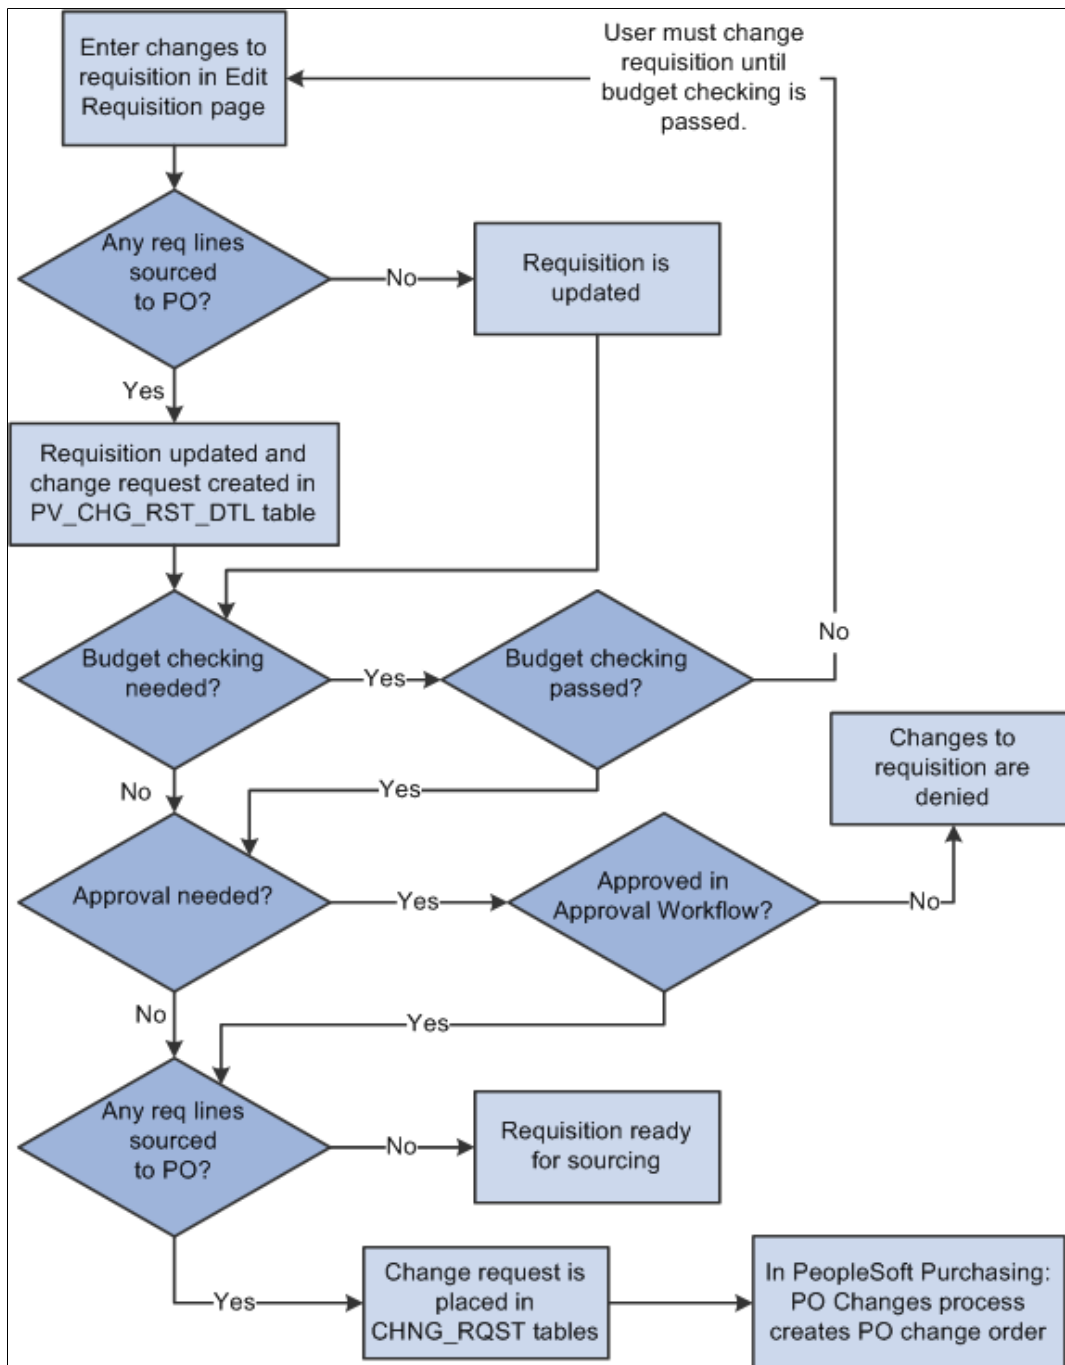 Enter changes to
requisition in Edit
Requisition page
User must change
requisition until
budget checking is
passed.
Any req lines
sourced
to PO?
No
Requisition is
updated
Yes
Requisition updated and
change request created in
PV_CHG_RST_DTL table
Budget checking
needed?
Yes
Budget checking
passed?
No
Changes to
requisition are
denied
No
Yes
Approval needed?
Yes
Approved in
Approval Workflow?
No
No
Yes
Any req lines
sourced
to PO?
No
Requisition ready
for sourcing
Yes
Change request is
placed in
CHNG_RQST tables
In PeopleSoft Purchasing:
PO Changes process
creates PO change order